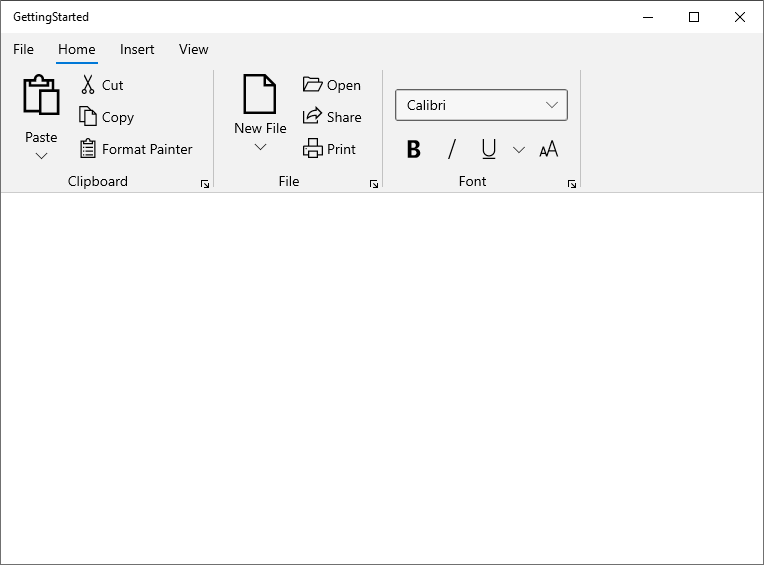 GettingStarted
File Home Insert View
Paste
Cut
Copy
Format Painter
Clipboard
New File
Open
Share
Print
File
Calibri
B I U AA
Font